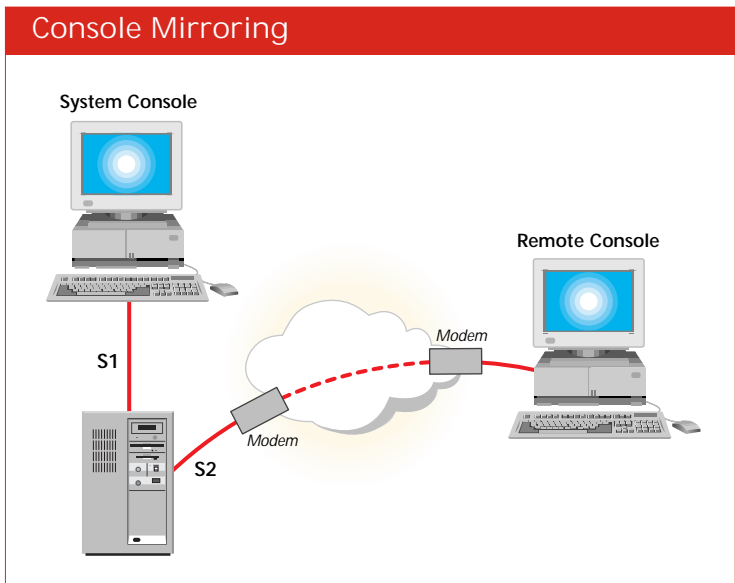 Console Mirroring
System Console
Remote Console
Modem
S1
Modem
S2